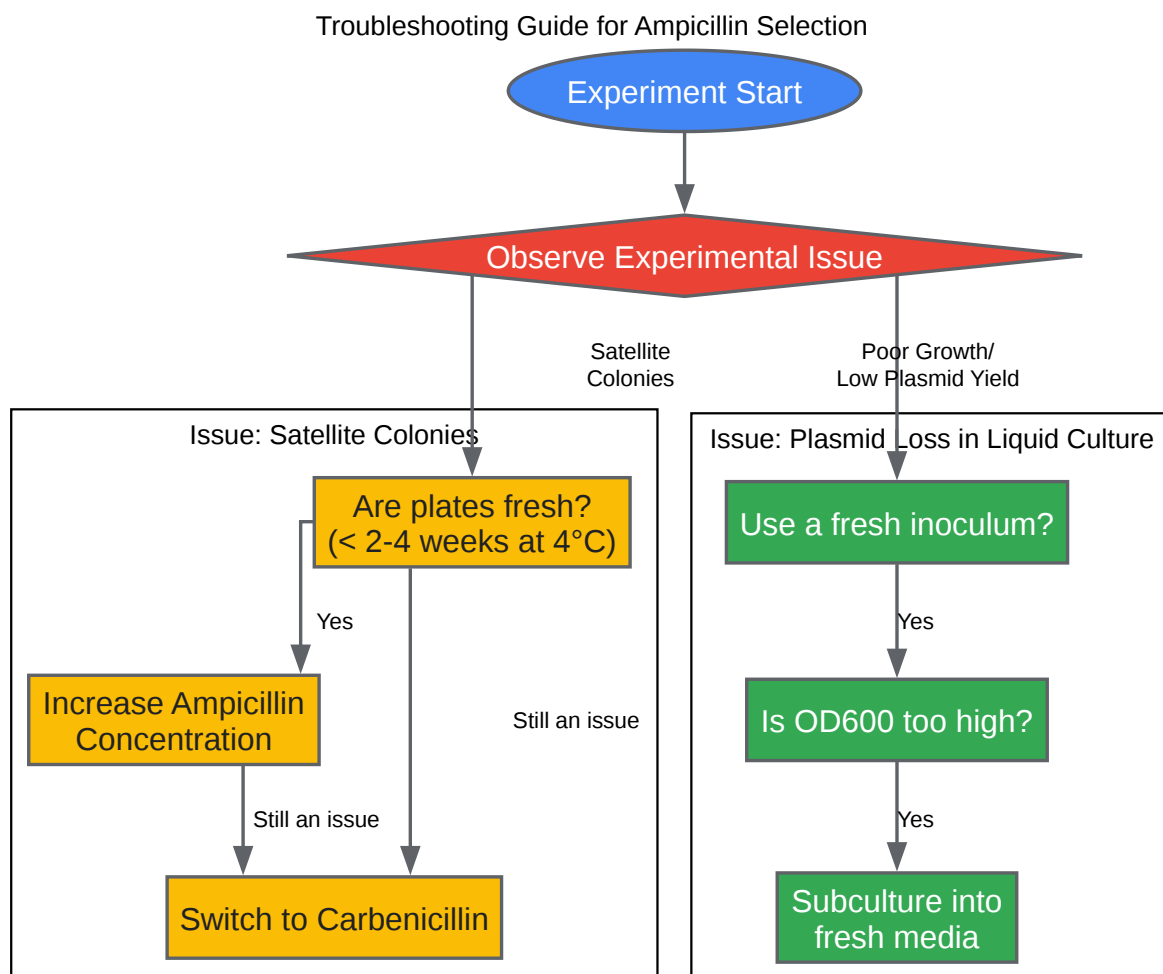 Troubleshooting Guide for Ampicillin Selection
Experiment Start
Observe Experimental Issue
Satellite
Colonies
Poor Growth/
Low Plasmid Yield
Issue: Satellite Colonies
Are plates fresh?
(< 2-4 weeks at 4°C)
Yes
Increase Ampicillin
Concentration
Still an issue
Still an issue
Switch to Carbenicillin
Issue: Plasmid Loss in Liquid Culture
Use a fresh inoculum?
Yes
Is OD600 too high?
Yes
Subculture into
fresh media